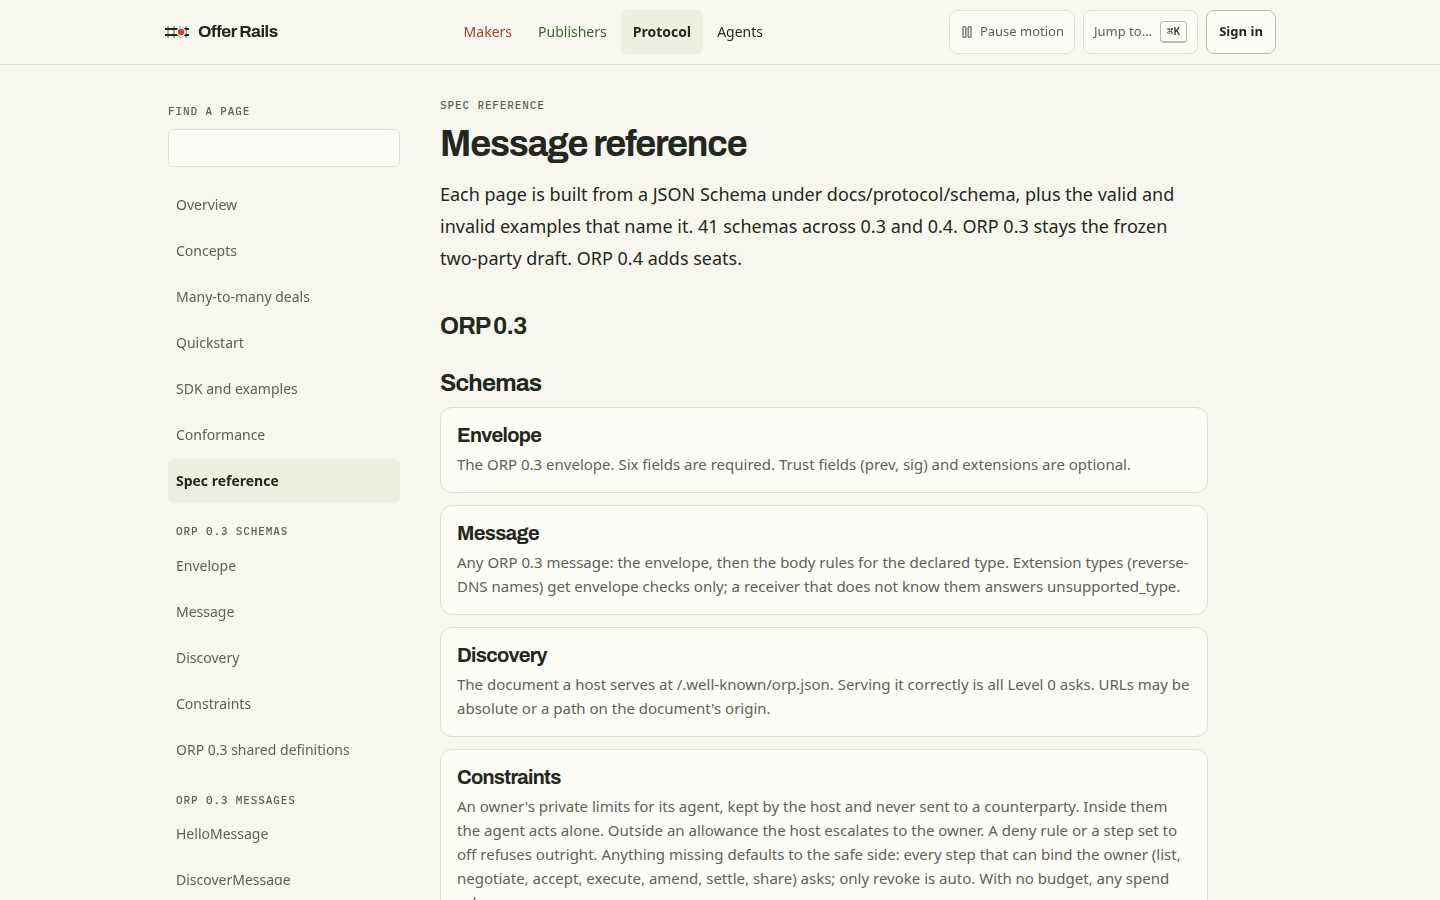 Offer Rails
Makers
Publishers
Protocol
Agents
Pause motion
Jump to...
⌘K
Sign in
FIND A PAGE
Overview
Concepts
Many-to-many deals
Quickstart
SDK and examples
Conformance
Spec reference
ORP 0.3 SCHEMAS
Envelope
Message
Discovery
Constraints
ORP 0.3 shared definitions
ORP 0.3 MESSAGES
HelloMessage
DiscoverMessage
SPEC REFERENCE
Message reference
Each page is built from a JSON Schema under docs/protocol/schema, plus the valid and
invalid examples that name it. 41 schemas across 0.3 and 0.4. ORP 0.3 stays the frozen
two-party draft. ORP 0.4 adds seats.
ORP 0.3
Schemas
Envelope
The ORP 0.3 envelope. Six fields are required. Trust fields (prev, sig) and extensions are optional.
Message
Any ORP 0.3 message: the envelope, then the body rules for the declared type. Extension types (reverse-
DNS names) get envelope checks only; a receiver that does not know them answers unsupported_type.
Discovery
The document a host serves at /.well-known/orp.json. Serving it correctly is all Level 0 asks. URLs may be
absolute or a path on the document's origin.
Constraints
An owner's private limits for its agent, kept by the host and never sent to a counterparty. Inside them
the agent acts alone. Outside an allowance the host escalates to the owner. A deny rule or a step set to
off refuses outright. Anything missing defaults to the safe side: every step that can bind the owner (list,
negotiate, accept, execute, amend, settle, share) asks; only revoke is auto. With no budget, any spend